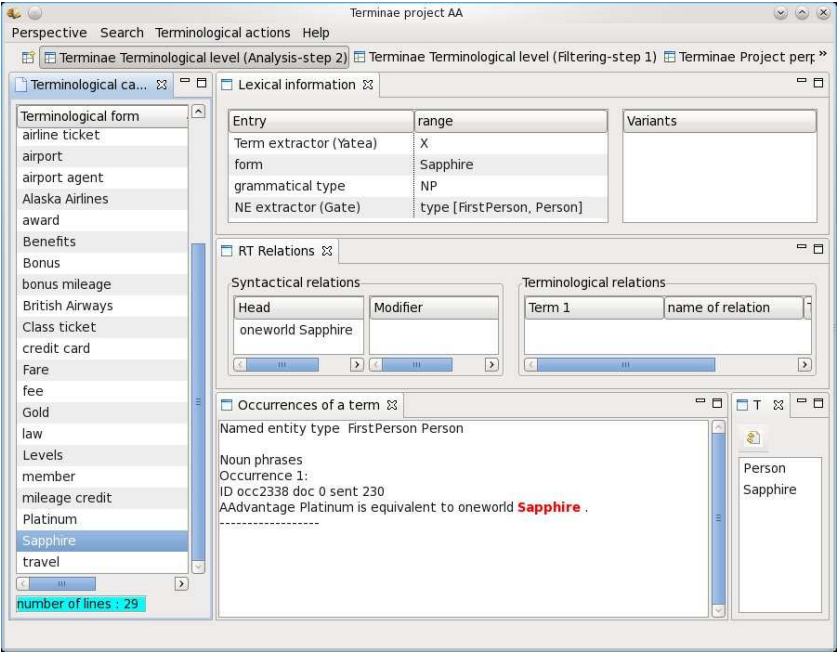 Terminae project AA
Perspective Search Terminological actions Help
Terminae Terminological level (Analysis-step 2) Terminae Terminological level (Filtering-step 1) Terminae Project perp »
Terminological ca...
Terminological form
airline ticket
airport
airport agent
Alaska Airlines
award
Benefits
Bonus
bonus mileage
British Airways
Class ticket
credit card
Fare
fee
Gold
law
Levels
member
mileage credit
Platinum
Sapphire
travel
number of lines : 29
Lexical information
Entry range
Term extractor (Yatea) X
form Sapphire
grammatical type NP
NE extractor (Gate) type [FirstPerson, Person]
Variants
RT Relations
Syntactical relations
Head Modifier
oneworld Sapphire
Terminological relations
Term 1 name of relation T
Occurrences of a term
Named entity type FirstPerson Person
Noun phrases
Occurrence 1:
ID occ2338 doc 0 sent 230
AAdvantage Platinum is equivalent to oneworld Sapphire .
------------------
T
Person
Sapphire